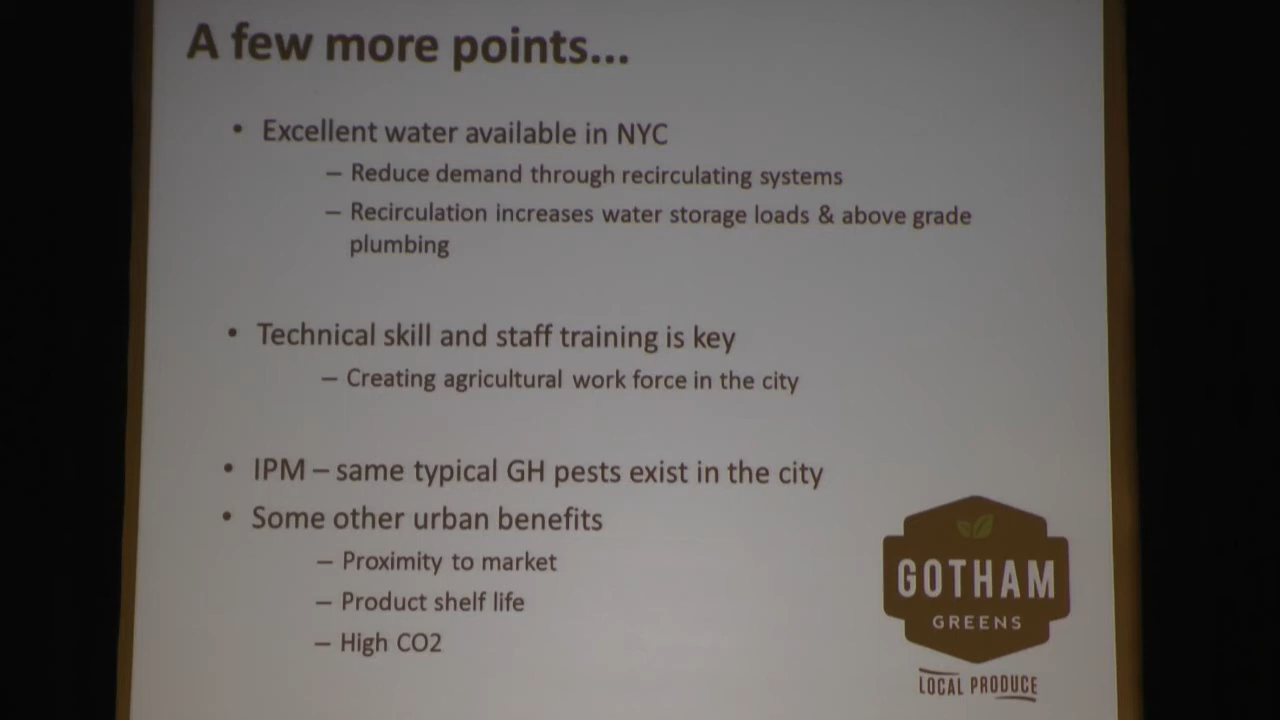 A few more points...
• Excellent water available in NYC
– Reduce demand through recirculating systems
– Recirculation increases water storage loads & above grade
plumbing
• Technical skill and staff training is key
– Creating agricultural work force in the city
• IPM – same typical GH pests exist in the city
• Some other urban benefits
– Proximity to market
– Product shelf life
– High CO2
GOTHAM
GREENS
LOCAL PRODUCE